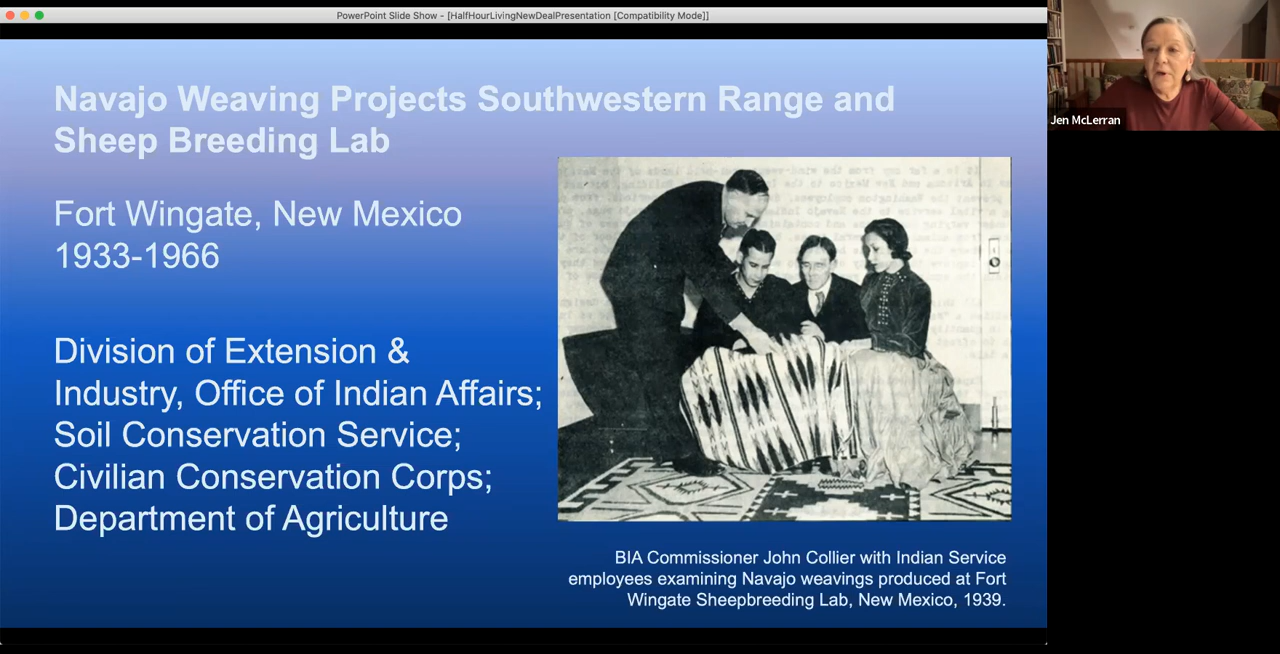 PowerPoint Slide Show - [HalfHourLivingNewDealPresentation [Compatibility Mode]]
Navajo Weaving Projects Southwestern Range and
Sheep Breeding Lab
Fort Wingate, New Mexico
1933-1966
Division of Extension &
Industry, Office of Indian Affairs;
Soil Conservation Service;
Civilian Conservation Corps;
Department of Agriculture
BIA Commissioner John Collier with Indian Service
employees examining Navajo weavings produced at Fort
Wingate Sheepbreeding Lab, New Mexico, 1939.
Jen McLerran